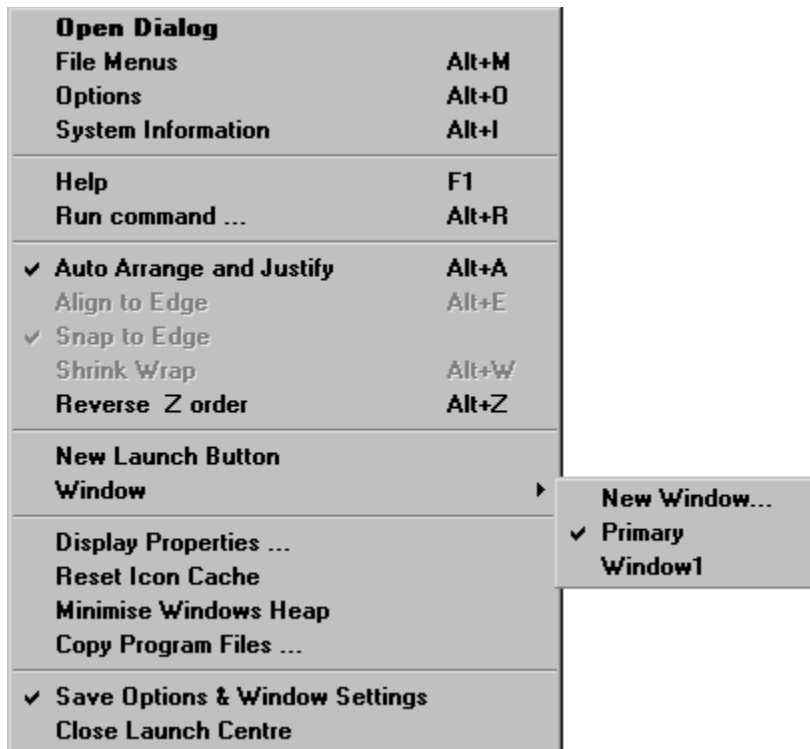 Open Dialog
File Menus Alt+M
Options Alt+O
System Information Alt+I
Help F1
Run command ... Alt+R
Auto Arrange and Justify Alt+A
Align to Edge Alt+E
Snap to Edge
Shrink Wrap Alt+W
Reverse Z order Alt+Z
New Launch Button
Window
New Window...
Primary
Window1
Display Properties ...
Reset Icon Cache
Minimise Windows Heap
Copy Program Files ...
Save Options & Window Settings
Close Launch Centre